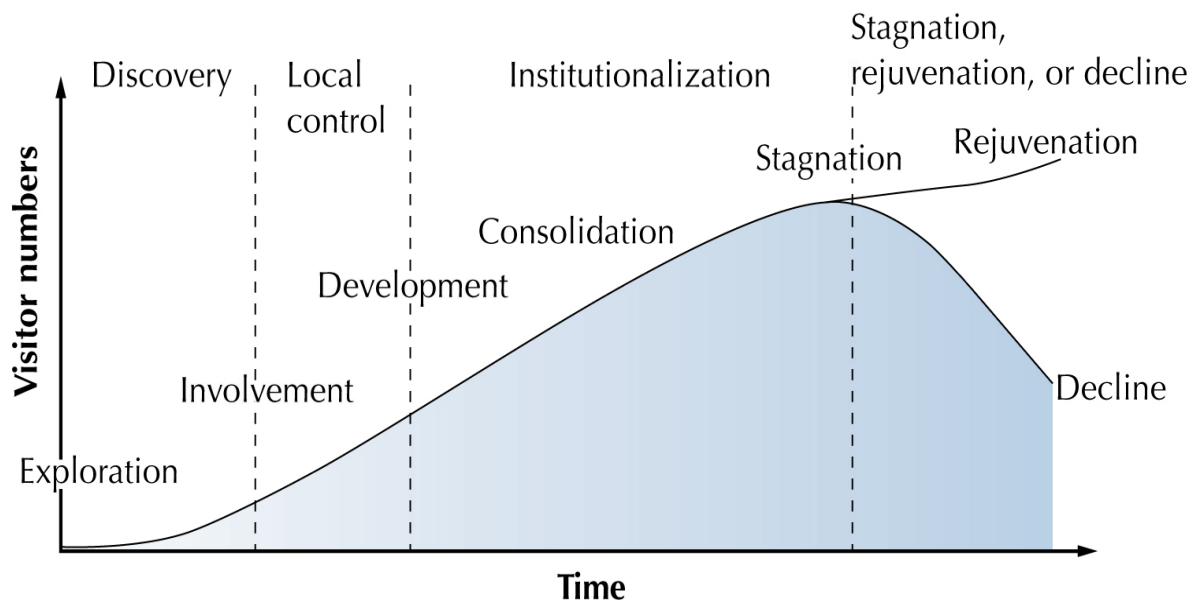 Stagnation,
rejuvenation, or decline
Discovery
Local
control
Institutionalization
Rejuvenation
Stagnation
Consolidation
Development
Involvement
Decline
Exploration
Visitor numbers
Time